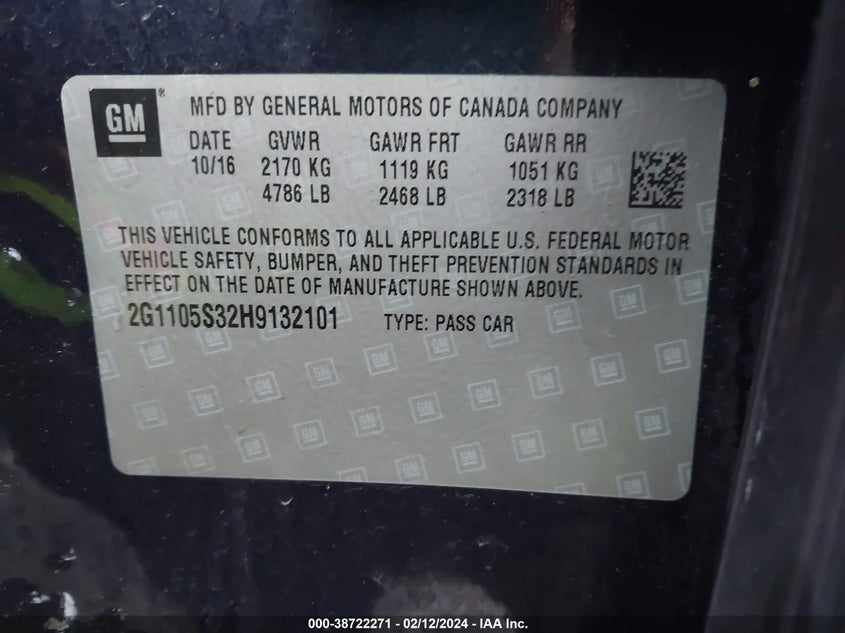 GM® MFD BY GENERAL MOTORS OF CANADA COMPANY
DATE GVWR GAWR FRT GAWR RR
10/16 2170 KG 1119 KG 1051 KG
4786 LB 2468 LB 2318 LB
THIS VEHICLE CONFORMS TO ALL APPLICABLE U.S. FEDERAL MOTOR
VEHICLE SAFETY, BUMPER, AND THEFT PREVENTION STANDARDS IN
EFFECT ON THE DATE OF MANUFACTURE SHOWN ABOVE.
2G1105S32H9132101 TYPE: PASS CAR
000-38722271 - 02/12/2024 - IAA Inc.